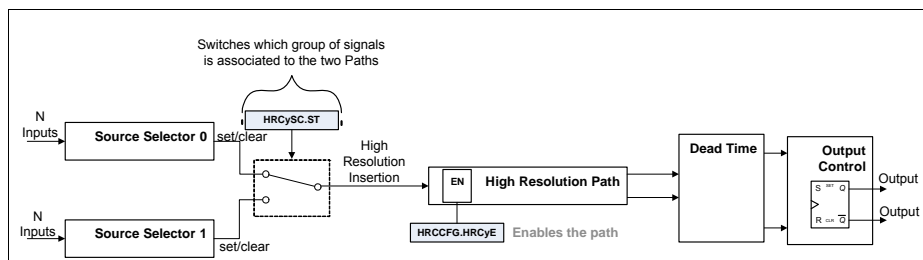 Switches which group of signals
is associated to the two Paths
HRCySC.ST
N
Inputs
Source Selector 0
set/clear
N
Inputs
Source Selector 1
set/clear
High
Resolution
Insertion
EN
High Resolution Path
HRCCFG.HRCyE
Enables the path
Dead Time
Output
Control
S SET Q
R CLR Q
Output
Output